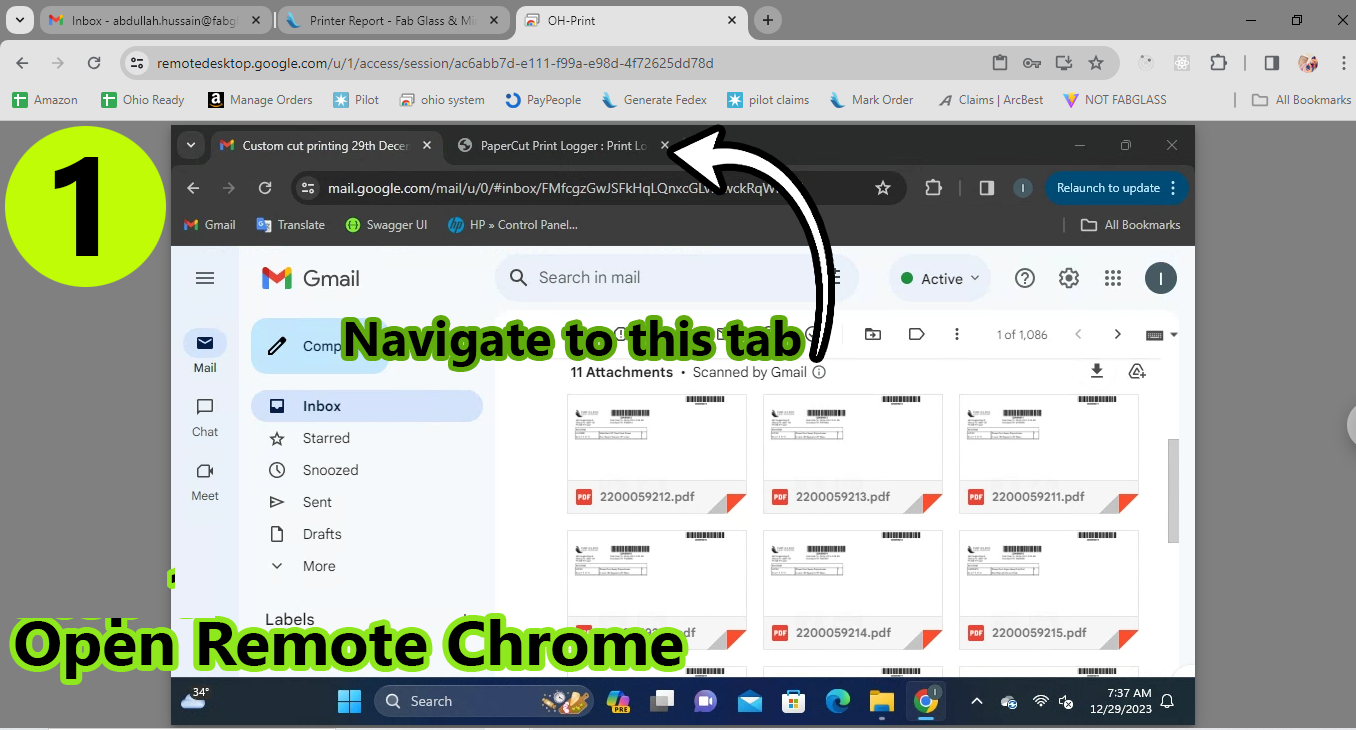 Inbox - abdullah.hussain@fabg
Printer Report - Fab Glass & Mi
OH-Print
remotedesktop.google.com/u/1/access/session/ac6abb7d-e111-f99a-e98d-4f72625dd78d
Amazon
Ohio Ready
Manage Orders
Pilot
ohio system
PayPeople
Generate Fedex
pilot claims
Mark Order
Claims | ArcBest
NOT FABGLASS
All Bookmarks
1
Custom cut printing 29th Decer
PaperCut Print Logger : Print Lo
mail.google.com/mail/u/0/#inbox/
Relaunch to update
Gmail
Translate
Swagger UI
HP » Control Panel...
All Bookmarks
Gmail
Search in mail
Active
I
Navigate to this tab
1 of 1,086
Mail
Comp
11 Attachments • Scanned by Gmail
Inbox
Chat
Starred
Snoozed
Meet
Sent
Drafts
More
2200059212.pdf
2200059213.pdf
2200059211.pdf
Labels
2200059214.pdf
2200059215.pdf
Open Remote Chrome
34°
Search
PRE
7:37 AM
12/29/2023